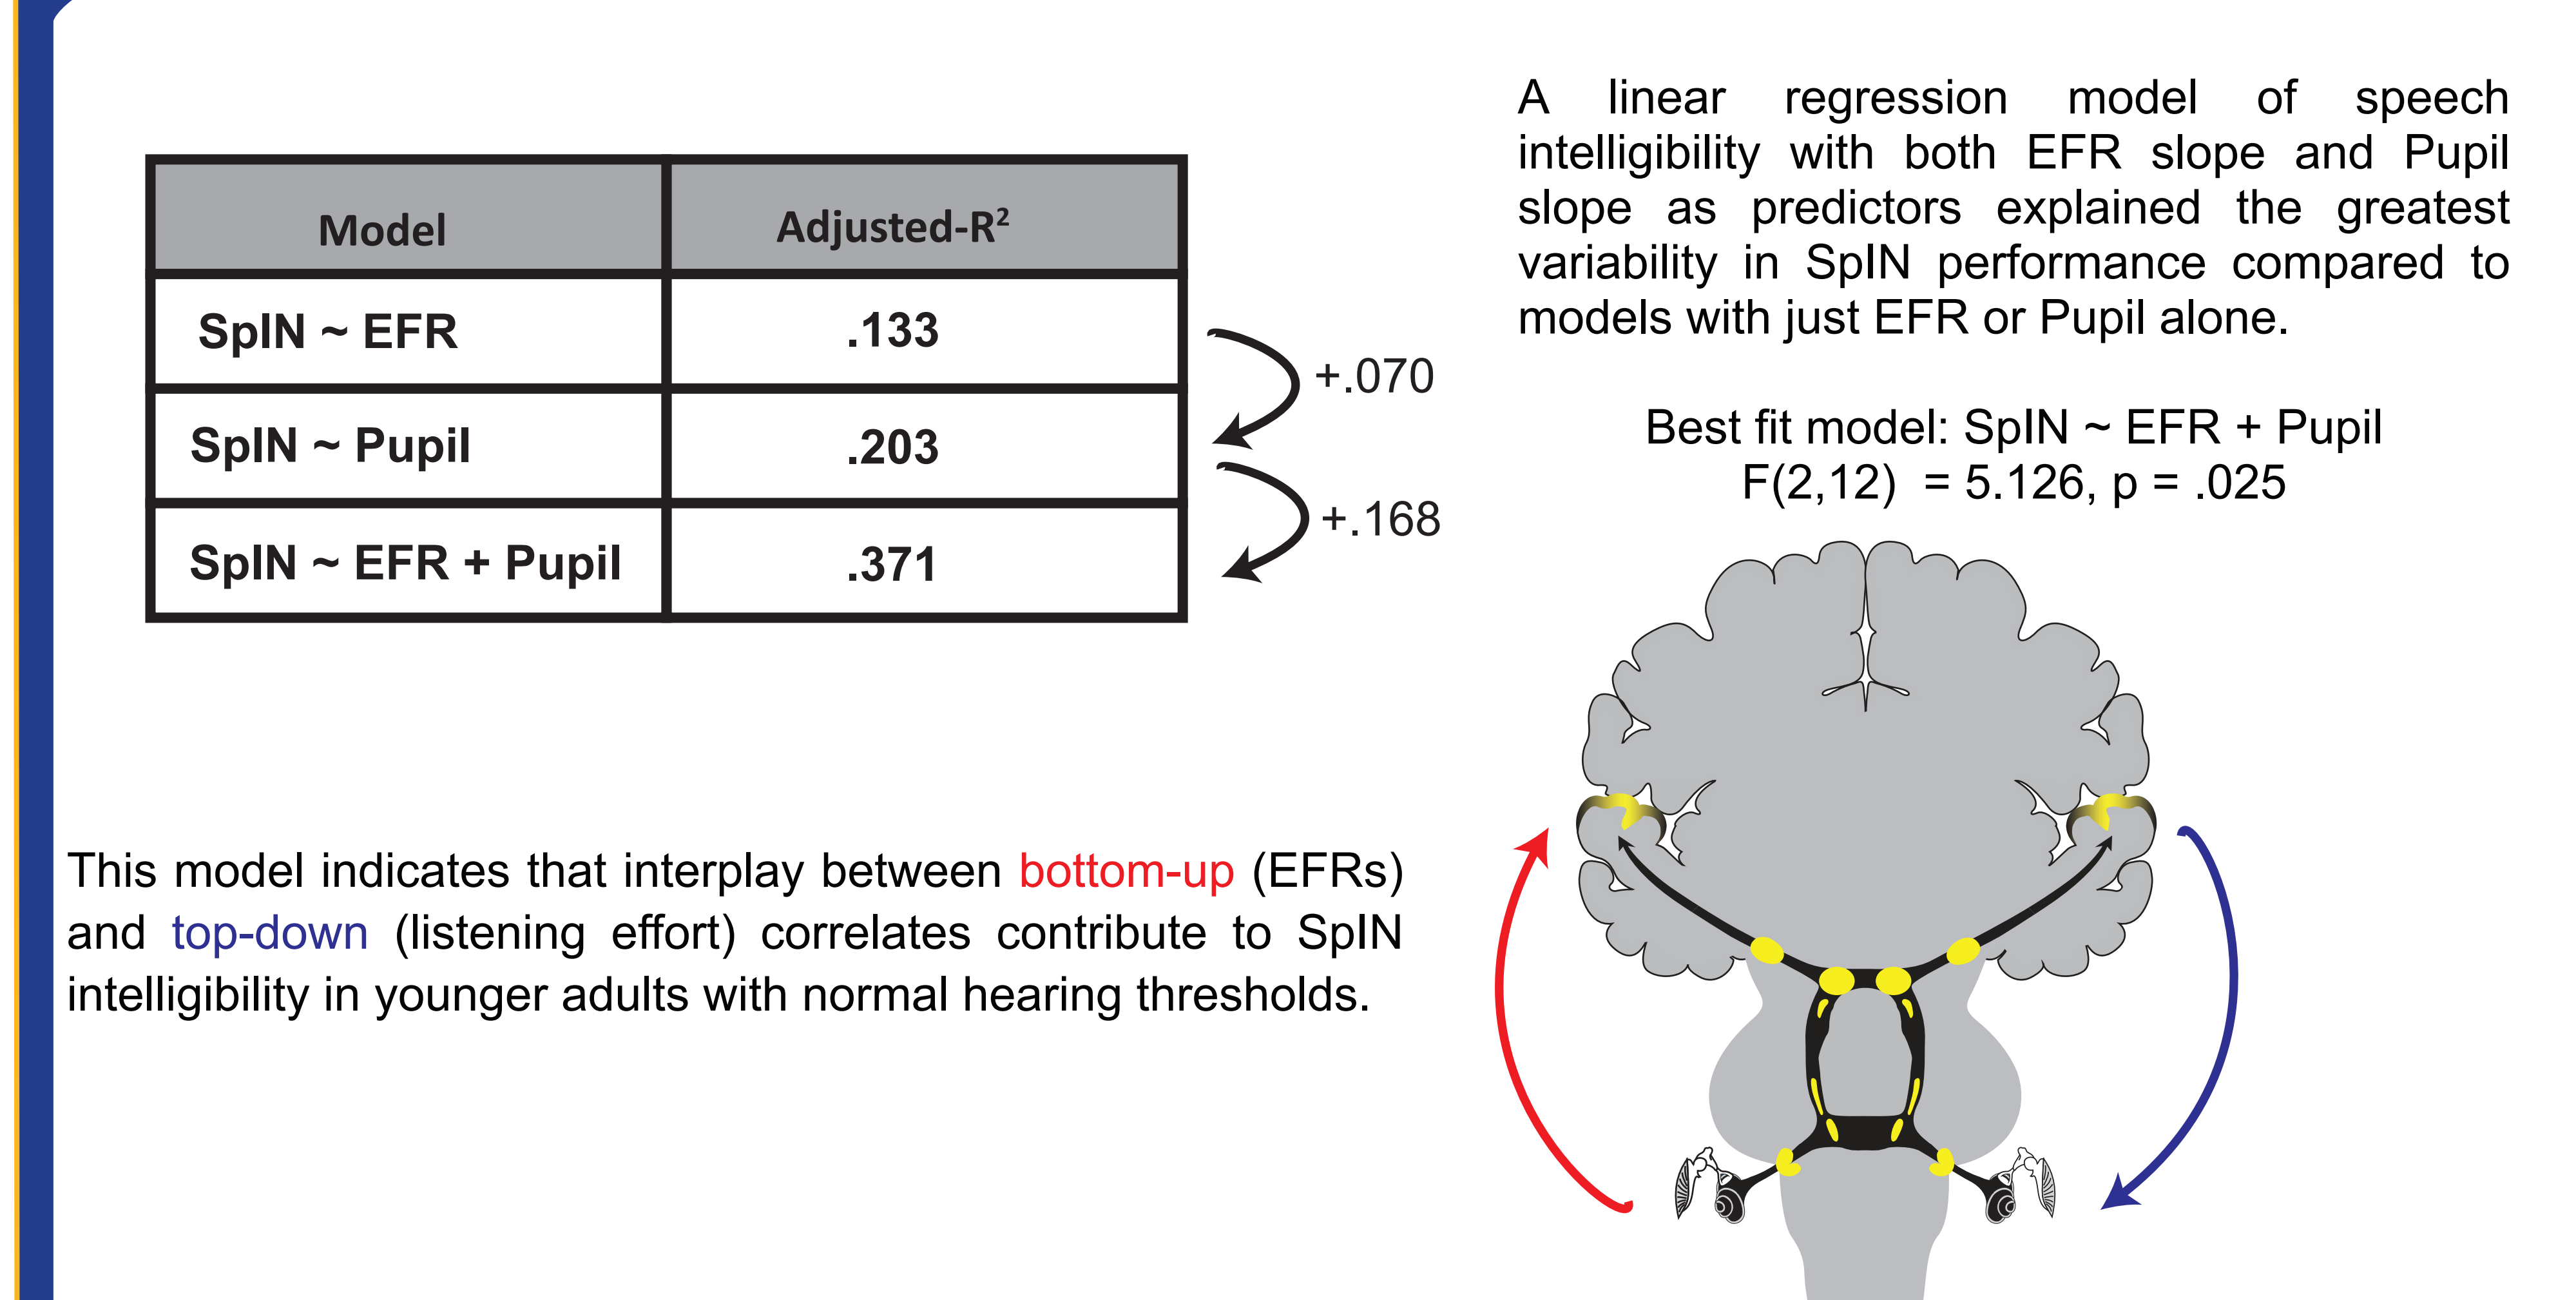 A linear regression model of speech
intelligibility with both EFR slope and Pupil
slope as predictors explained the greatest
variability in SpIN performance compared to
models with just EFR or Pupil alone.
Model Adjusted-R²
SpIN ~ EFR .133
SpIN ~ Pupil .203
SpIN ~ EFR + Pupil .371
+.070
+.168
Best fit model: SpIN ~ EFR + Pupil
F(2,12) = 5.126, p = .025
This model indicates that interplay between bottom-up (EFRs)
and top-down (listening effort) correlates contribute to SpIN
intelligibility in younger adults with normal hearing thresholds.